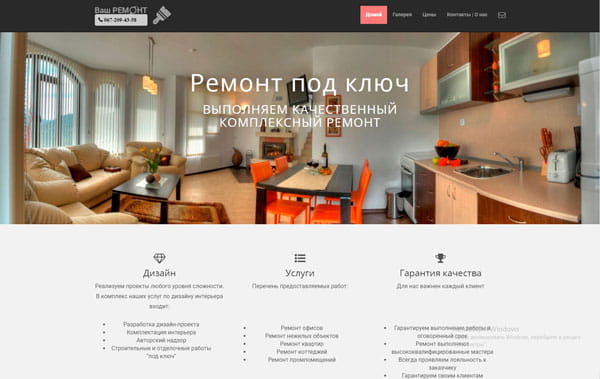 Ваш РЕМОНТ
067-209-43-58
Домой Галерея Цены Контакты | О нас
Ремонт под ключ
ВЫПОЛНЯЕМ КАЧЕСТВЕННЫЙ
КОМПЛЕКСНЫЙ РЕМОНТ
Дизайн
Реализуем проекты любого уровня сложности.
В комплекс наших услуг по дизайну интерьера
входит:
Разработка дизайн-проекта
Комплектация интерьера
Авторский надзор
Строительные и отделочные работы
"под ключ"
Услуги
Перечень предоставляемых работ:
Ремонт офисов
Ремонт нежилых объектов
Ремонт квартир
Ремонт коттеджей
Ремонт промпомещений
Гарантия качества
Для нас важен каждый клиент
Гарантируем выполнение работы в
оговоренный срок
Ремонт выполняют
высококвалифицированные мастера
Всегда проявляем лояльность к
заказчику
Гарантируем своим клиентам
Windows